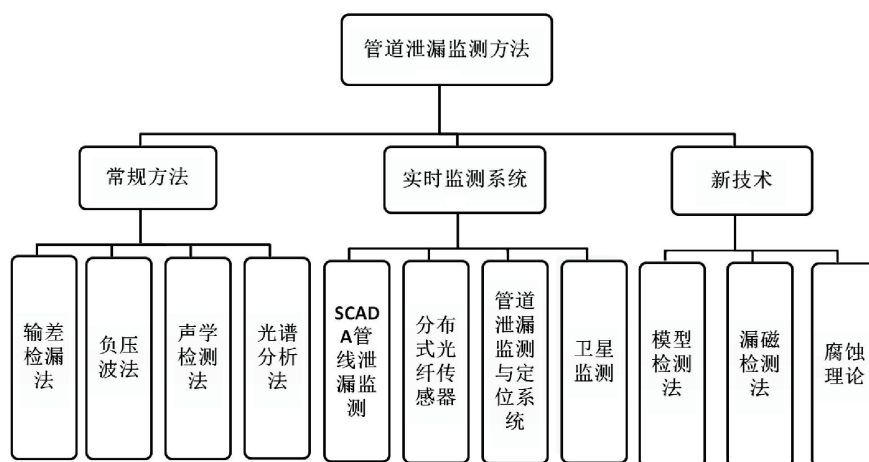 管道泄漏监测方法
常规方法
实时监测系统
新技术
输差
检漏
法
负压
波法
声学
检测
法
光谱
分析
法
SCAD
A管
线泄
漏监
测
分布
式光
纤传
感器
管道
泄漏
监测
与定
位系
统
卫星
监测
模型
检测
法
漏磁
检测
法
腐蚀
理论